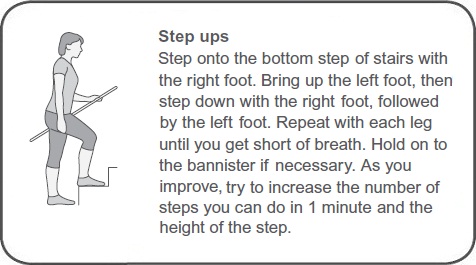 Step ups
Step onto the bottom step of stairs with
the right foot. Bring up the left foot, then
step down with the right foot, followed
by the left foot. Repeat with each leg
until you get short of breath. Hold on to
the bannister if necessary. As you
improve, try to increase the number of
steps you can do in 1 minute and the
height of the step.